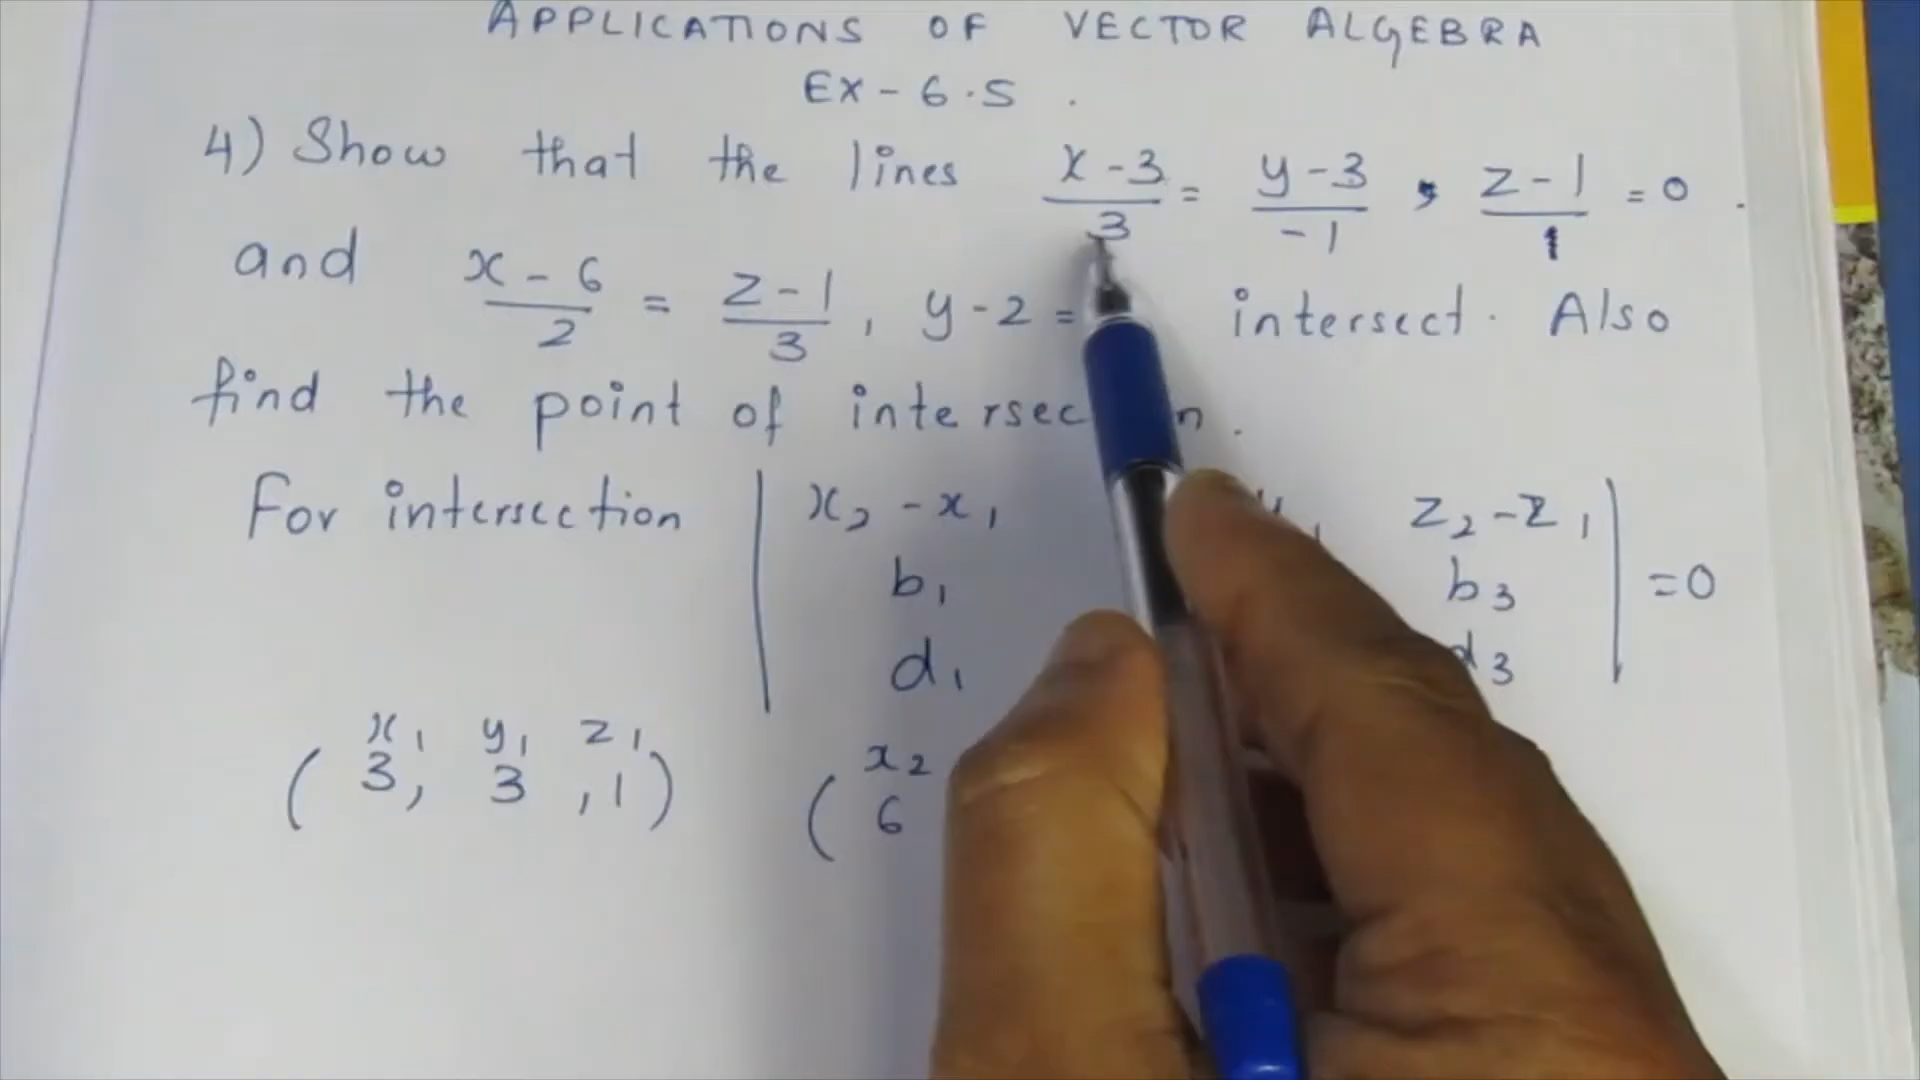 APPLICATIONS OF VECTOR ALGEBRA
EX - 6.5 .
4) Show that the lines (x - 3)/3 = (y - 3)/-1 , (z - 1)/1 = 0 .
and (x - 6)/2 = (z - 1)/3 , y - 2 = intersect. Also
find the point of intersec n .
For intersection | x₂ - x₁ z₂ - z₁ |
b₁ b₃ = 0
d₁ d₃
x₁ y₁ z₁ x₂
( 3, 3 , 1 ) ( 6